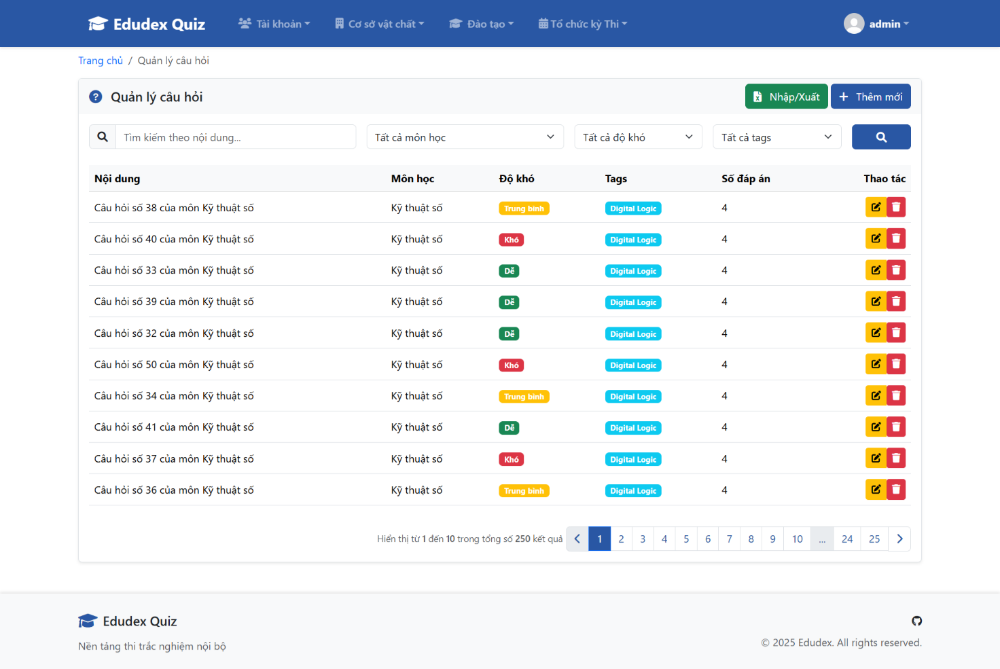 Edudex Quiz Tài khoản Cơ sở vật chất Đào tạo Tổ chức kỳ Thi admin
Trang chủ / Quản lý câu hỏi
Quản lý câu hỏi Nhập/Xuất Thêm mới
Tìm kiếm theo nội dung... Tất cả môn học Tất cả độ khó Tất cả tags
Nội dung Môn học Độ khó Tags Số đáp án Thao tác
Câu hỏi số 38 của môn Kỹ thuật số Kỹ thuật số Trung bình Digital Logic 4
Câu hỏi số 40 của môn Kỹ thuật số Kỹ thuật số Khó Digital Logic 4
Câu hỏi số 33 của môn Kỹ thuật số Kỹ thuật số Dễ Digital Logic 4
Câu hỏi số 39 của môn Kỹ thuật số Kỹ thuật số Dễ Digital Logic 4
Câu hỏi số 32 của môn Kỹ thuật số Kỹ thuật số Dễ Digital Logic 4
Câu hỏi số 50 của môn Kỹ thuật số Kỹ thuật số Khó Digital Logic 4
Câu hỏi số 34 của môn Kỹ thuật số Kỹ thuật số Trung bình Digital Logic 4
Câu hỏi số 41 của môn Kỹ thuật số Kỹ thuật số Dễ Digital Logic 4
Câu hỏi số 37 của môn Kỹ thuật số Kỹ thuật số Khó Digital Logic 4
Câu hỏi số 36 của môn Kỹ thuật số Kỹ thuật số Trung bình Digital Logic 4
Hiển thị từ 1 đến 10 trong tổng số 250 kết quả 1 2 3 4 5 6 7 8 9 10 ... 24 25
Edudex Quiz
Nền tảng thi trắc nghiệm nội bộ
© 2025 Edudex. All rights reserved.